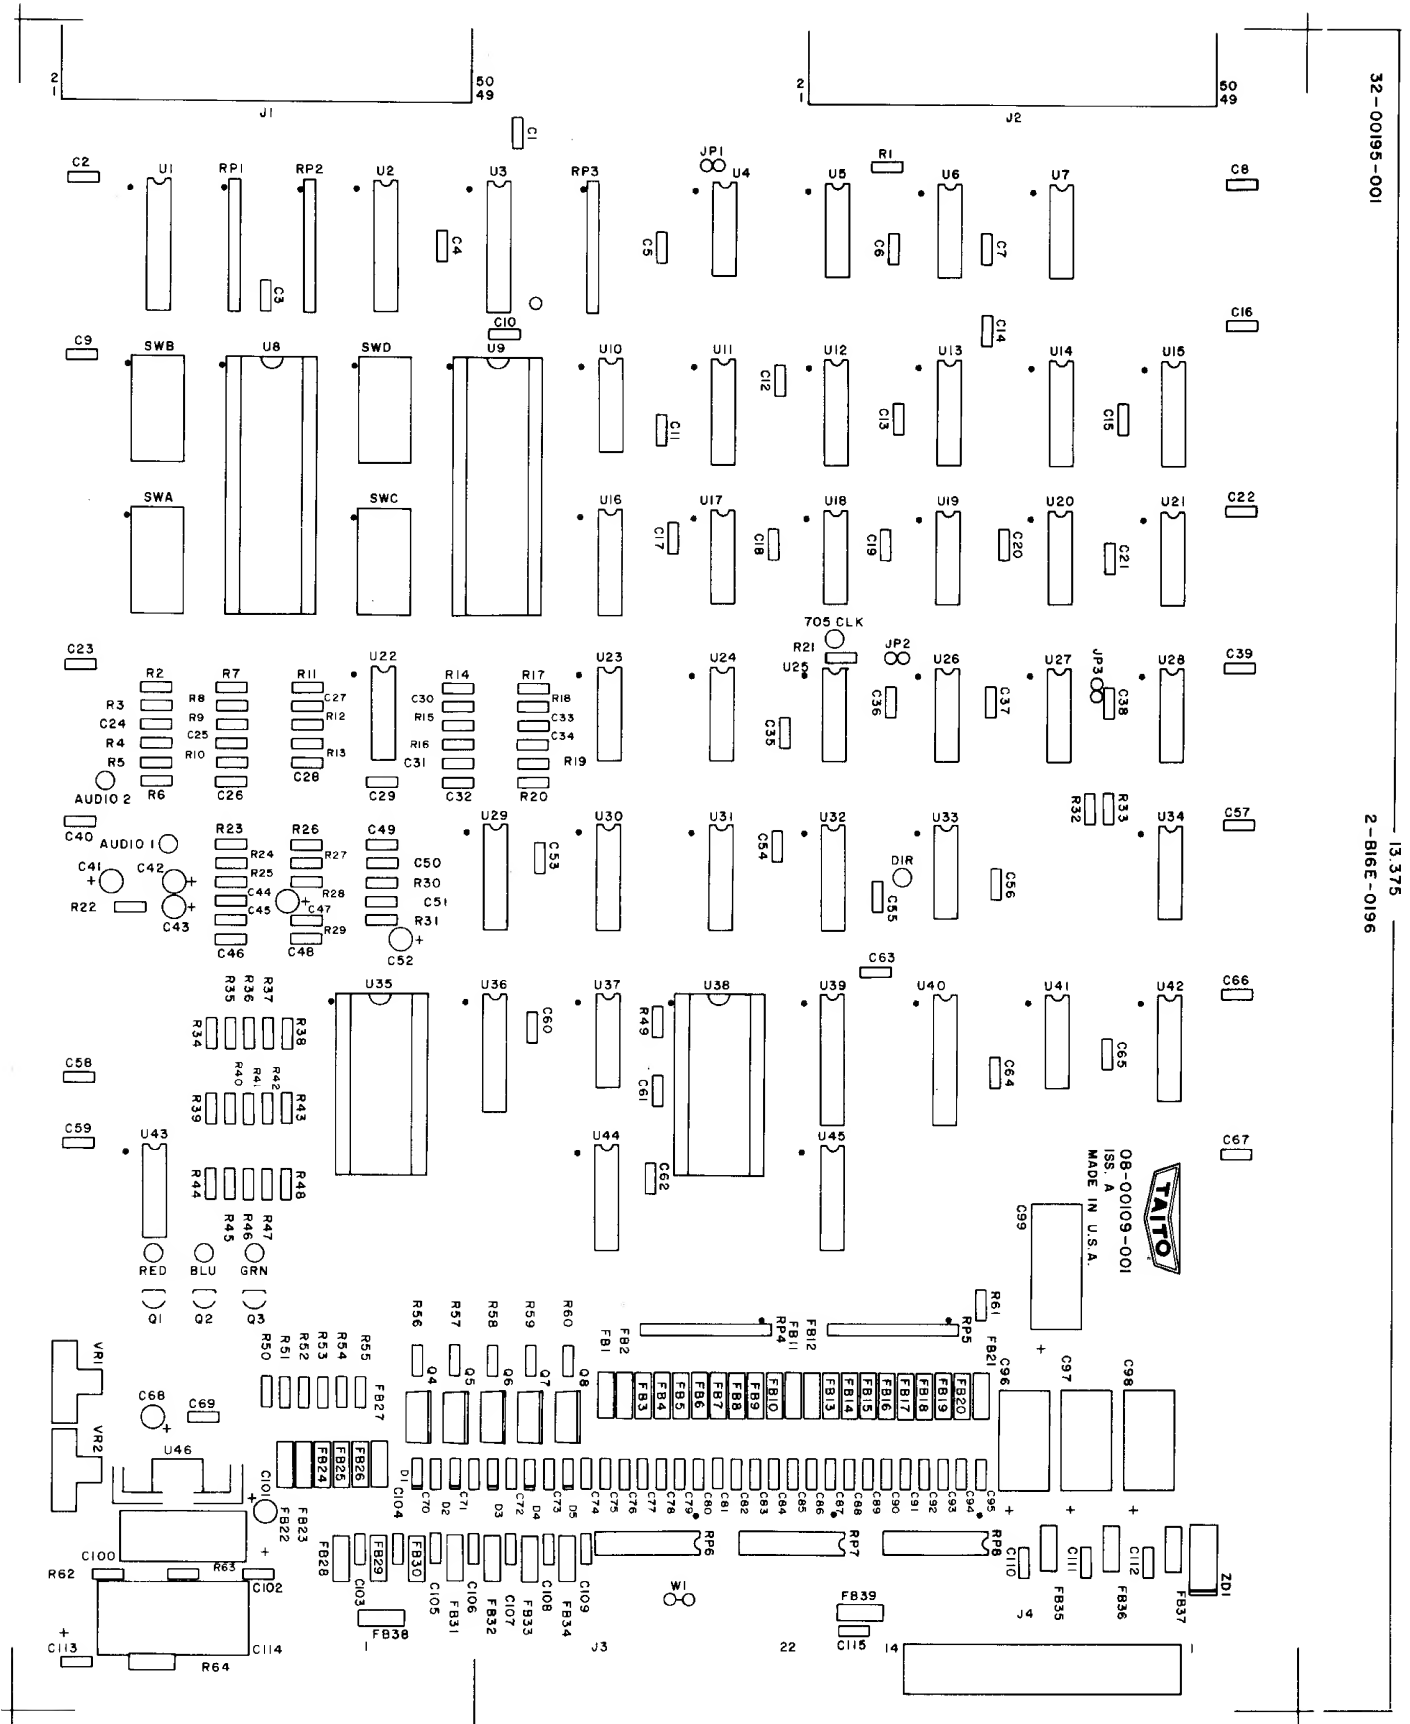 2 1 J1 50 49
2 1 J2 50 49
32-00195-001
C1
C2 U1 RP1 RP2 U2 U3 RP3 JP1 U4 U5 R1 U6 U7 C8
C3 C4 C5 C6 C7
C10 C14 C16
C9 SWB U8 SWD U9 U10 U11 U12 U13 U14 U15
C11 C12 C13 C15
SWA SWC U16 U17 U18 U19 U20 U21 C22
C17 C18 C19 C20 C21
705 CLK
C23 R2 R7 R11 U22 R14 R17 U23 U24 R21 U25 JP2 U26 U27 JP3 U28 C39
R3 R8 C27 C30 R18
C24 R9 R12 R15 C33
R4 C25 R13 R16 C34
R5 R10 C28 C31 R19
R6 C26 C29 C32 R20
C35 C36 C37 C38
AUDIO 2
C40 AUDIO 1 R23 R26 C49 U29 U30 U31 U32 U33 R32 R33 U34 C57
R24 R27 C50 C53 C54 DIR
C41 C42 R25 R28 R30 C55 C56
R22 C43 C44 C47 C51
C45 R29 R31
C46 C48 C52
13.375
2-B16E-0196
C63
R35 R36 R37 U35 U36 U37 U38 U39 U40 U41 U42 C66
R34 R38 C60 R49
C58 R40 R41 R42 C61 C64 C65
R39 R43
C59 U43 U44 U45 C67
R44 R48 C62
R45 R46 R47
TAITO
08-00109-001
ISS. A
MADE IN U.S.A.
C99
RED BLU GRN
Q1 Q2 Q3
R56 R57 R58 R59 R60 FB1 FB2 RP4 FB11 FB12 RP5 R61
VR1 R50 R51 R52 R53 R54 R55 FB21 C96 C97 C98
FB27 Q4 Q5 Q6 Q7 Q8
FB3 FB4 FB5 FB6 FB7 FB8 FB9 FB10 FB13 FB14 FB15 FB16 FB17 FB18 FB19 FB20
C68 C69
VR2 U46 FB24 FB25 FB26
C101 FB22 FB23 C104 D1 C70 D2 C71 D3 C72 D4 C73 D5 C74 C75 C76 C77 C78 C79 C80 C81 C82 C83 C84 C85 C86 C87 C88 C89 C90 C91 C92 C93 C94 C95
RP6 RP7 RP8
C100 R63
R62 C102
FB28 C103 FB29 FB30 C105 FB31 C106 FB32 C107 FB33 C108 FB34 C109
C110 FB35 C111 FB36 C112 FB37 ZD1
W1 FB39 J4
FB38
C113 C114 1 J3 22 C115 14 1
R64